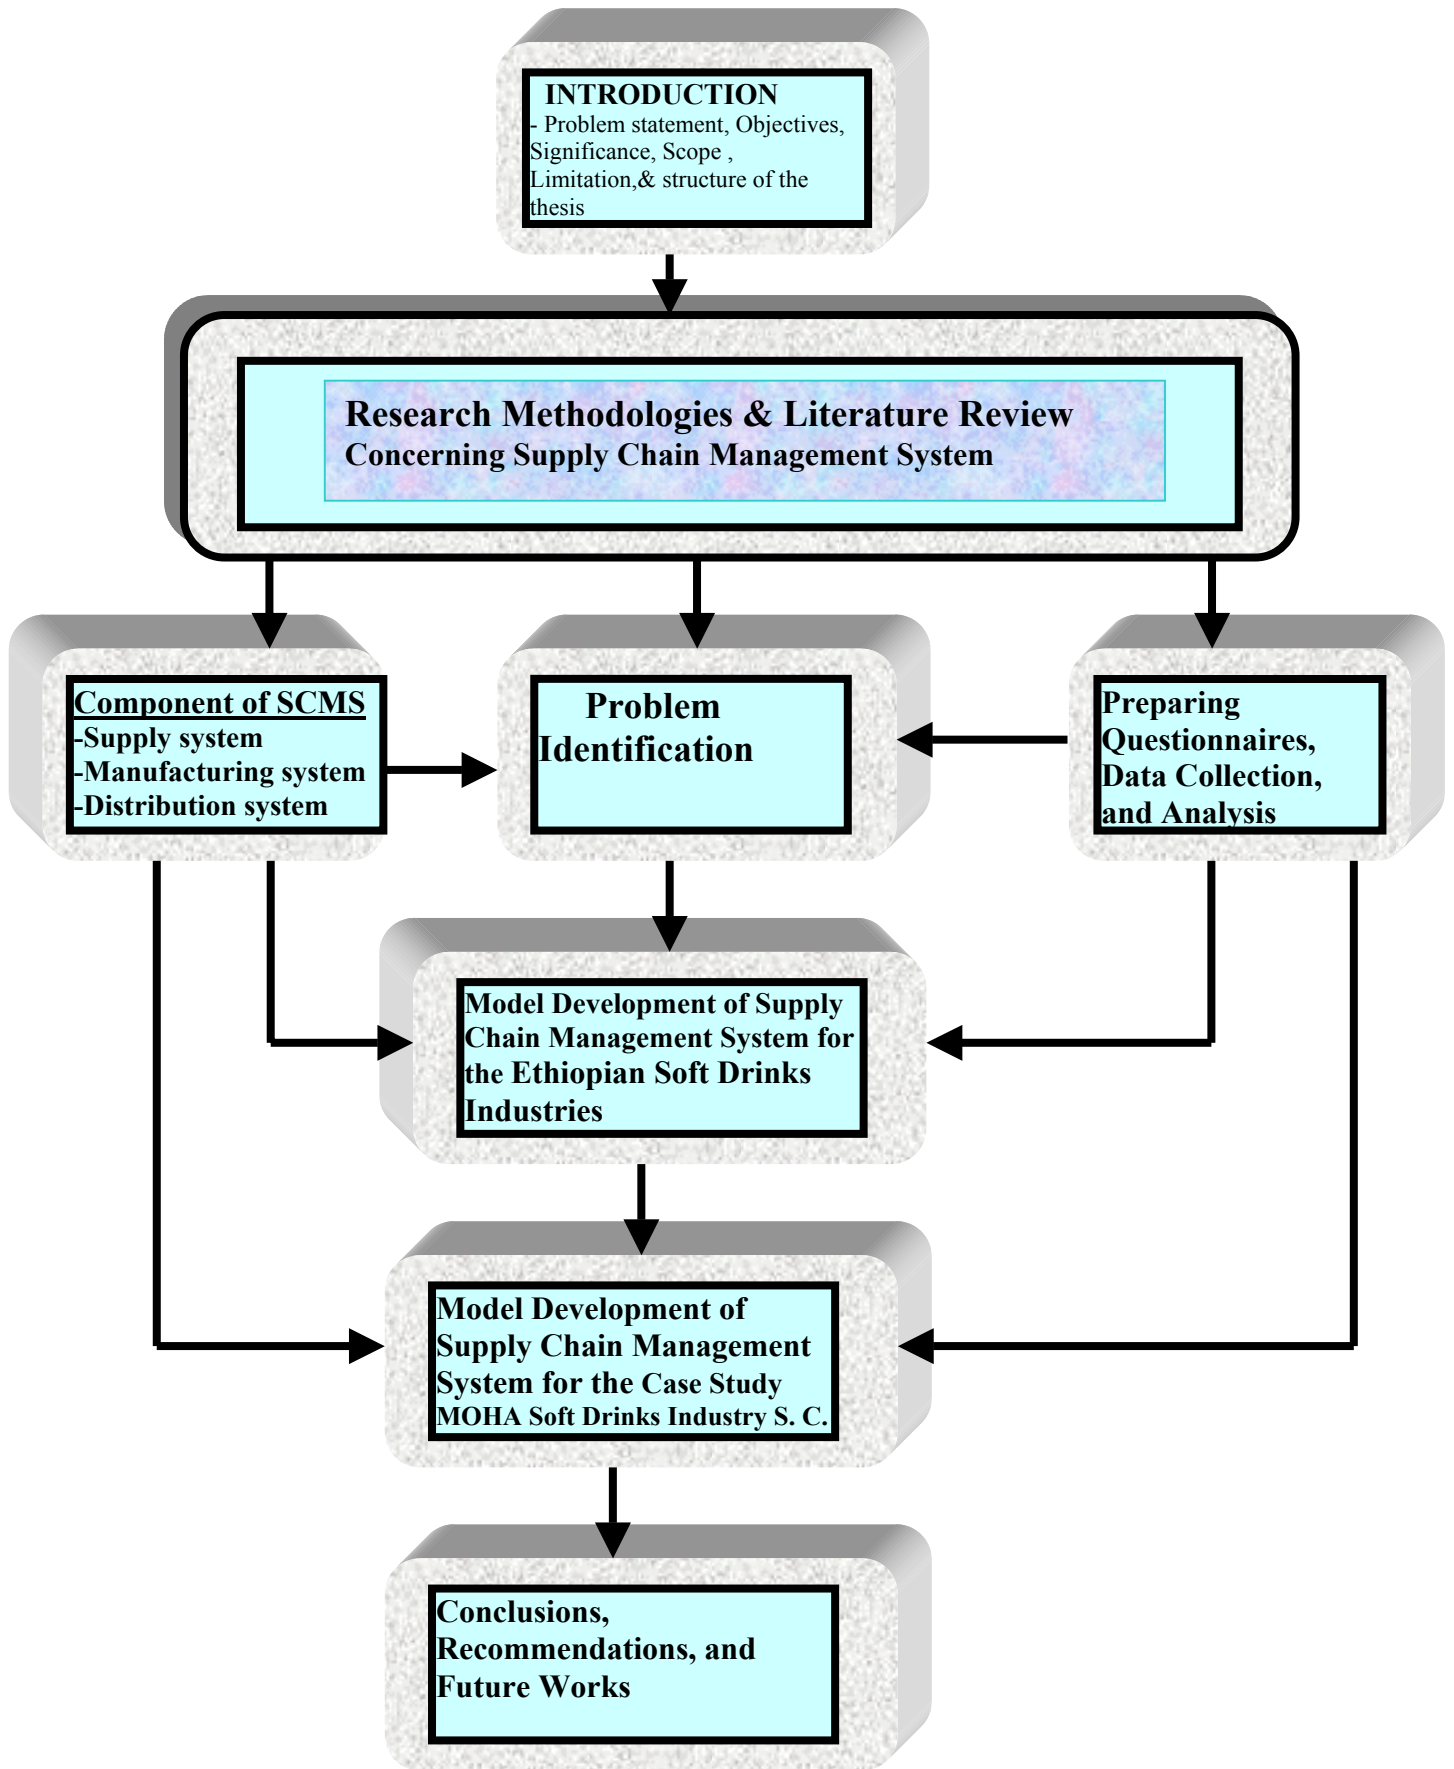 INTRODUCTION
- Problem statement, Objectives,
Significance, Scope ,
Limitation,& structure of the
thesis
Research Methodologies & Literature Review
Concerning Supply Chain Management System
Component of SCMS
-Supply system
-Manufacturing system
-Distribution system
Problem
Identification
Preparing
Questionnaires,
Data Collection,
and Analysis
Model Development of Supply
Chain Management System for
the Ethiopian Soft Drinks
Industries
Model Development of
Supply Chain Management
System for the Case Study
MOHA Soft Drinks Industry S. C.
Conclusions,
Recommendations, and
Future Works